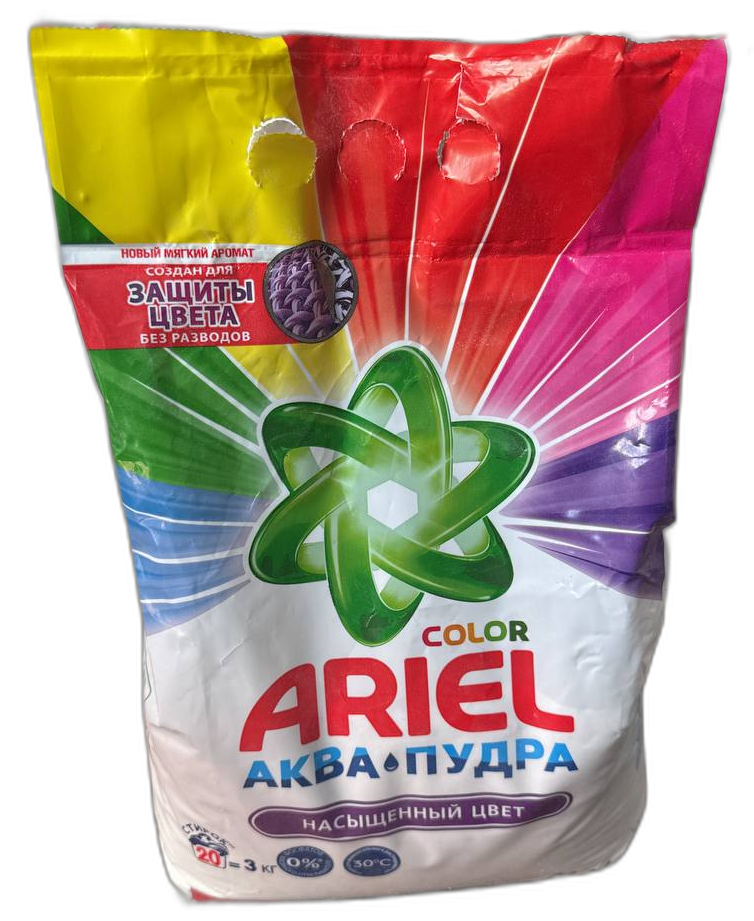 НОВЫЙ МЯГКИЙ АРОМАТ
СОЗДАН ДЛЯ
ЗАЩИТЫ
ЦВЕТА
БЕЗ РАЗВОДОВ
COLOR
ARIEL
АКВА ПУДРА
НАСЫЩЕННЫЙ ЦВЕТ
СТИРОК
20 = 3 КГ
0%
30°C